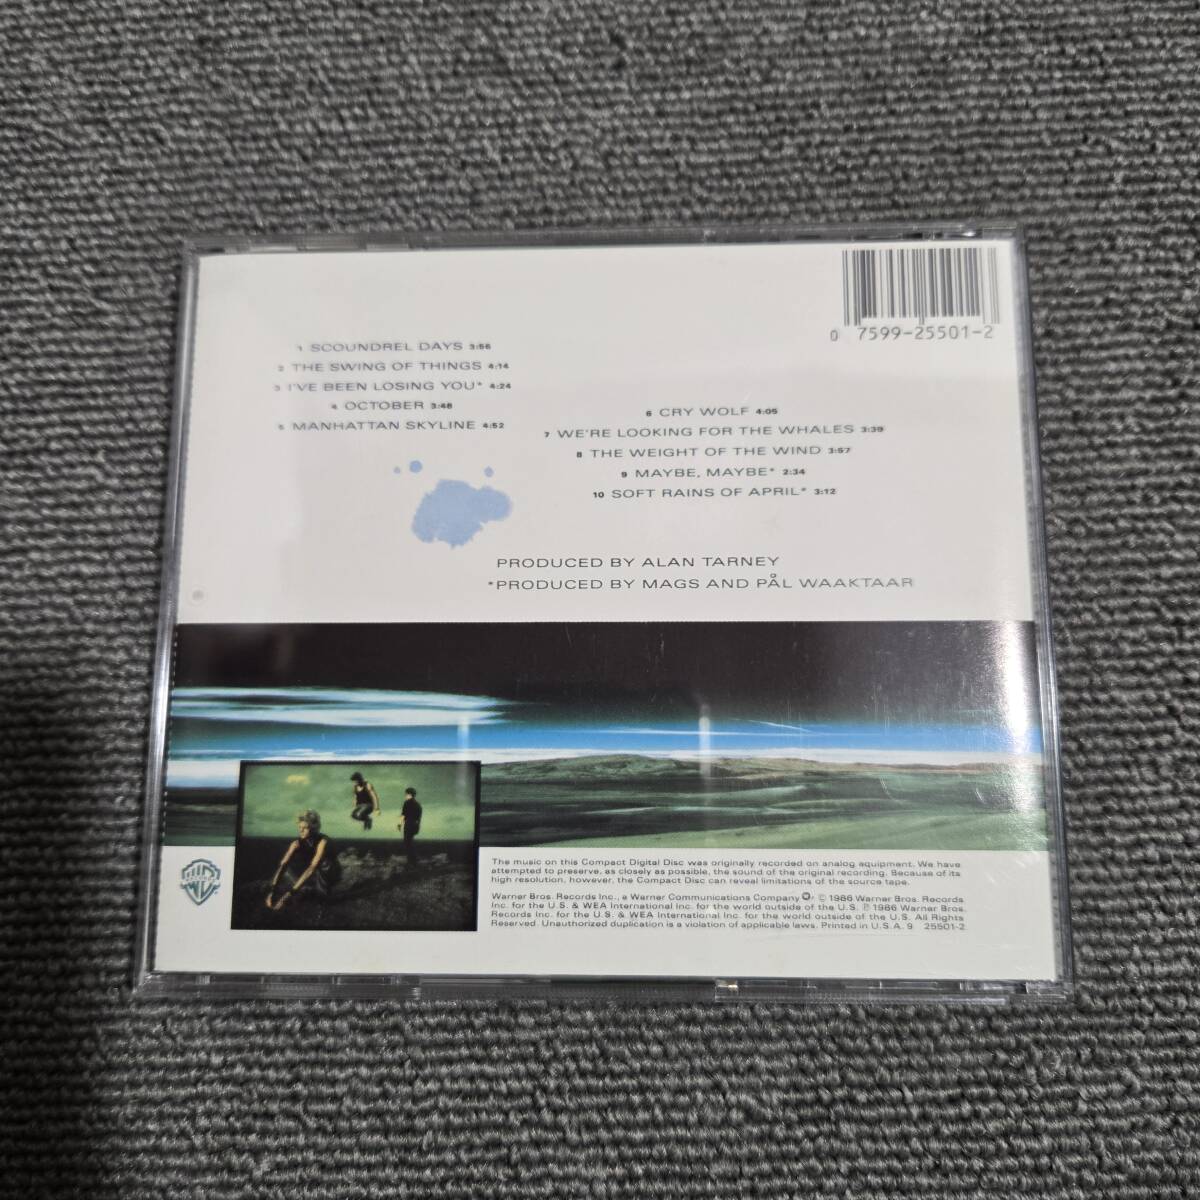 0 7599-25501-2
1 SCOUNDREL DAYS 3:56
2 THE SWING OF THINGS 4:14
3 I'VE BEEN LOSING YOU* 4:24
4 OCTOBER 3:48
5 MANHATTAN SKYLINE 4:52
6 CRY WOLF 4:05
7 WE'RE LOOKING FOR THE WHALES 3:39
8 THE WEIGHT OF THE WIND 3:57
9 MAYBE, MAYBE* 2:34
10 SOFT RAINS OF APRIL* 3:12
PRODUCED BY ALAN TARNEY
*PRODUCED BY MAGS AND PÅL WAAKTAAR
The music on this Compact Digital Disc was originally recorded on analog equipment. We have
attempted to preserve, as closely as possible, the sound of the original recording. Because of its
high resolution, however, the Compact Disc can reveal limitations of the source tape.
Warner Bros. Records Inc., a Warner Communications Company © 1986 Warner Bros. Records
Inc. for the U.S. & WEA International Inc. for the world outside of the U.S. ℗ 1986 Warner Bros.
Records Inc. for the U.S. & WEA International Inc. for the world outside of the U.S. All Rights
Reserved. Unauthorized duplication is a violation of applicable laws. Printed in U.S.A. 9 25501-2